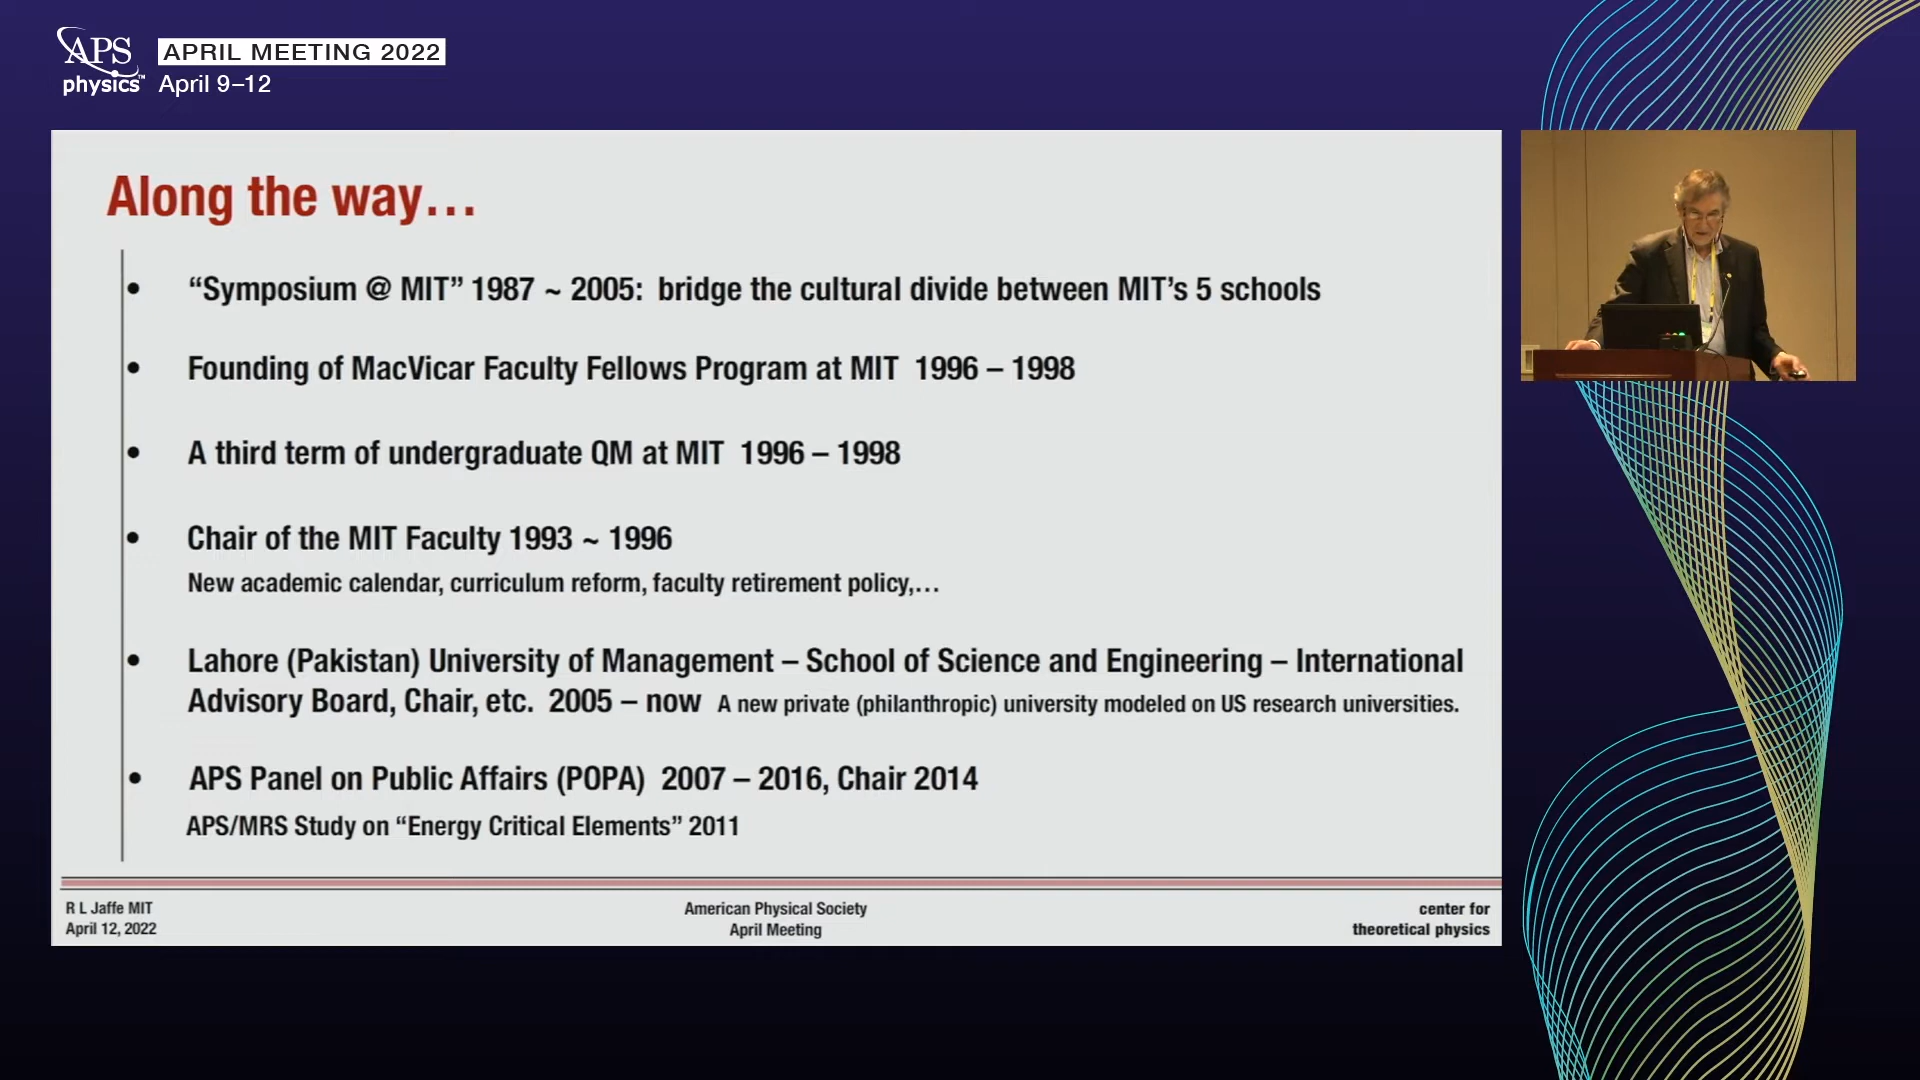 APS
physics™
APRIL MEETING 2022
April 9–12
Along the way…
• “Symposium @ MIT” 1987 ~ 2005: bridge the cultural divide between MIT’s 5 schools
• Founding of MacVicar Faculty Fellows Program at MIT 1996 – 1998
• A third term of undergraduate QM at MIT 1996 – 1998
• Chair of the MIT Faculty 1993 ~ 1996
New academic calendar, curriculum reform, faculty retirement policy,…
• Lahore (Pakistan) University of Management – School of Science and Engineering – International
Advisory Board, Chair, etc. 2005 – now A new private (philanthropic) university modeled on US research universities.
• APS Panel on Public Affairs (POPA) 2007 – 2016, Chair 2014
APS/MRS Study on “Energy Critical Elements” 2011
R L Jaffe MIT
April 12, 2022
American Physical Society
April Meeting
center for
theoretical physics